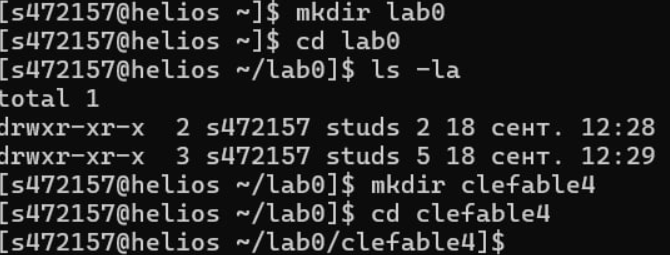 [s472157@helios ~]$ mkdir lab0
[s472157@helios ~]$ cd lab0
[s472157@helios ~/lab0]$ ls -la
total 1
drwxr-xr-x  2 s472157 studs 2 18 сент. 12:28
drwxr-xr-x  3 s472157 studs 5 18 сент. 12:29
[s472157@helios ~/lab0]$ mkdir clefable4
[s472157@helios ~/lab0]$ cd clefable4
[s472157@helios ~/lab0/clefable4]$